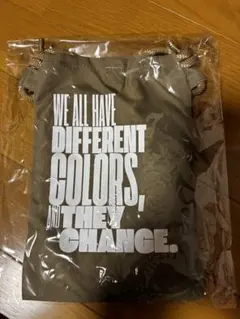 WE ALL HAVE
DIFFERENT
COLORS,
AND THEY
CHANGE.